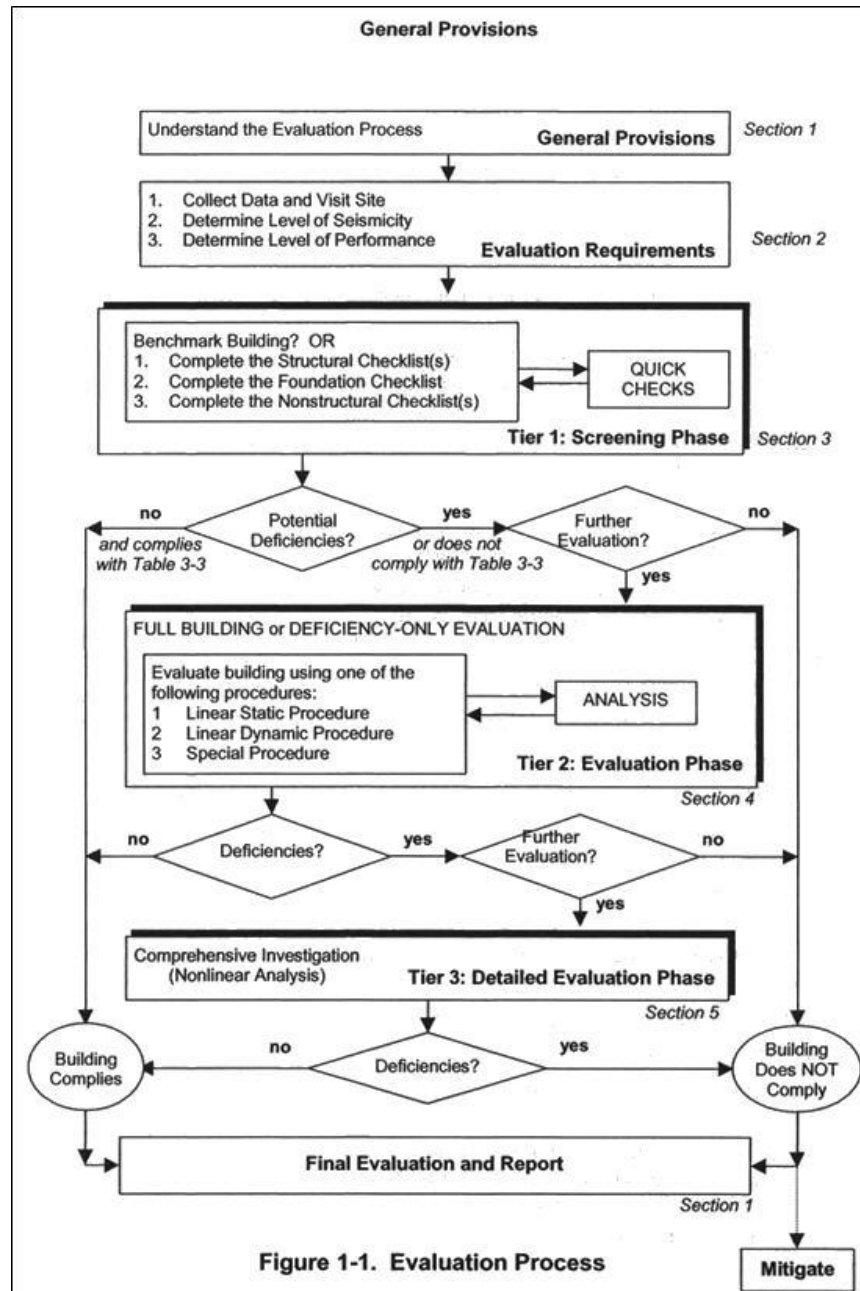 General Provisions
Understand the Evaluation Process
General Provisions
Section 1
1. Collect Data and Visit Site
2. Determine Level of Seismicity
3. Determine Level of Performance
Evaluation Requirements
Section 2
Benchmark Building? OR
1. Complete the Structural Checklist(s)
2. Complete the Foundation Checklist
3. Complete the Nonstructural Checklist(s)
QUICK
CHECKS
Tier 1: Screening Phase
Section 3
no
and complies
with Table 3-3
Potential
Deficiencies?
yes
or does not
comply with Table 3-3
Further
Evaluation?
no
yes
FULL BUILDING or DEFICIENCY-ONLY EVALUATION
Evaluate building using one of the
following procedures:
1 Linear Static Procedure
2 Linear Dynamic Procedure
3 Special Procedure
ANALYSIS
Tier 2: Evaluation Phase
Section 4
no
Deficiencies?
yes
Further
Evaluation?
no
yes
Comprehensive Investigation
(Nonlinear Analysis)
Tier 3: Detailed Evaluation Phase
Section 5
Building
Complies
no
Deficiencies?
yes
Building
Does NOT
Comply
Final Evaluation and Report
Section 1
Figure 1-1. Evaluation Process
Mitigate